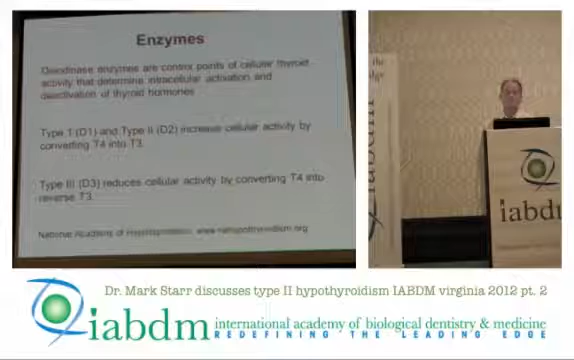 Enzymes
Deiodinase enzymes are control points of cellular thyroid
activity that determine intracellular activation and
deactivation of thyroid hormones
Type 1 (D1) and Type II (D2) increase cellular activity by
converting T4 into T3.
Type III (D3) reduces cellular activity by converting T4 into
reverse T3.
National Academy of
the
iabdm
iabdm
Dr. Mark Starr discusses type II hypothyroidism IABDM virginia 2012 pt. 2
iabdm international academy of biological dentistry & medicine
REDEFINING THE LEADING EDGE